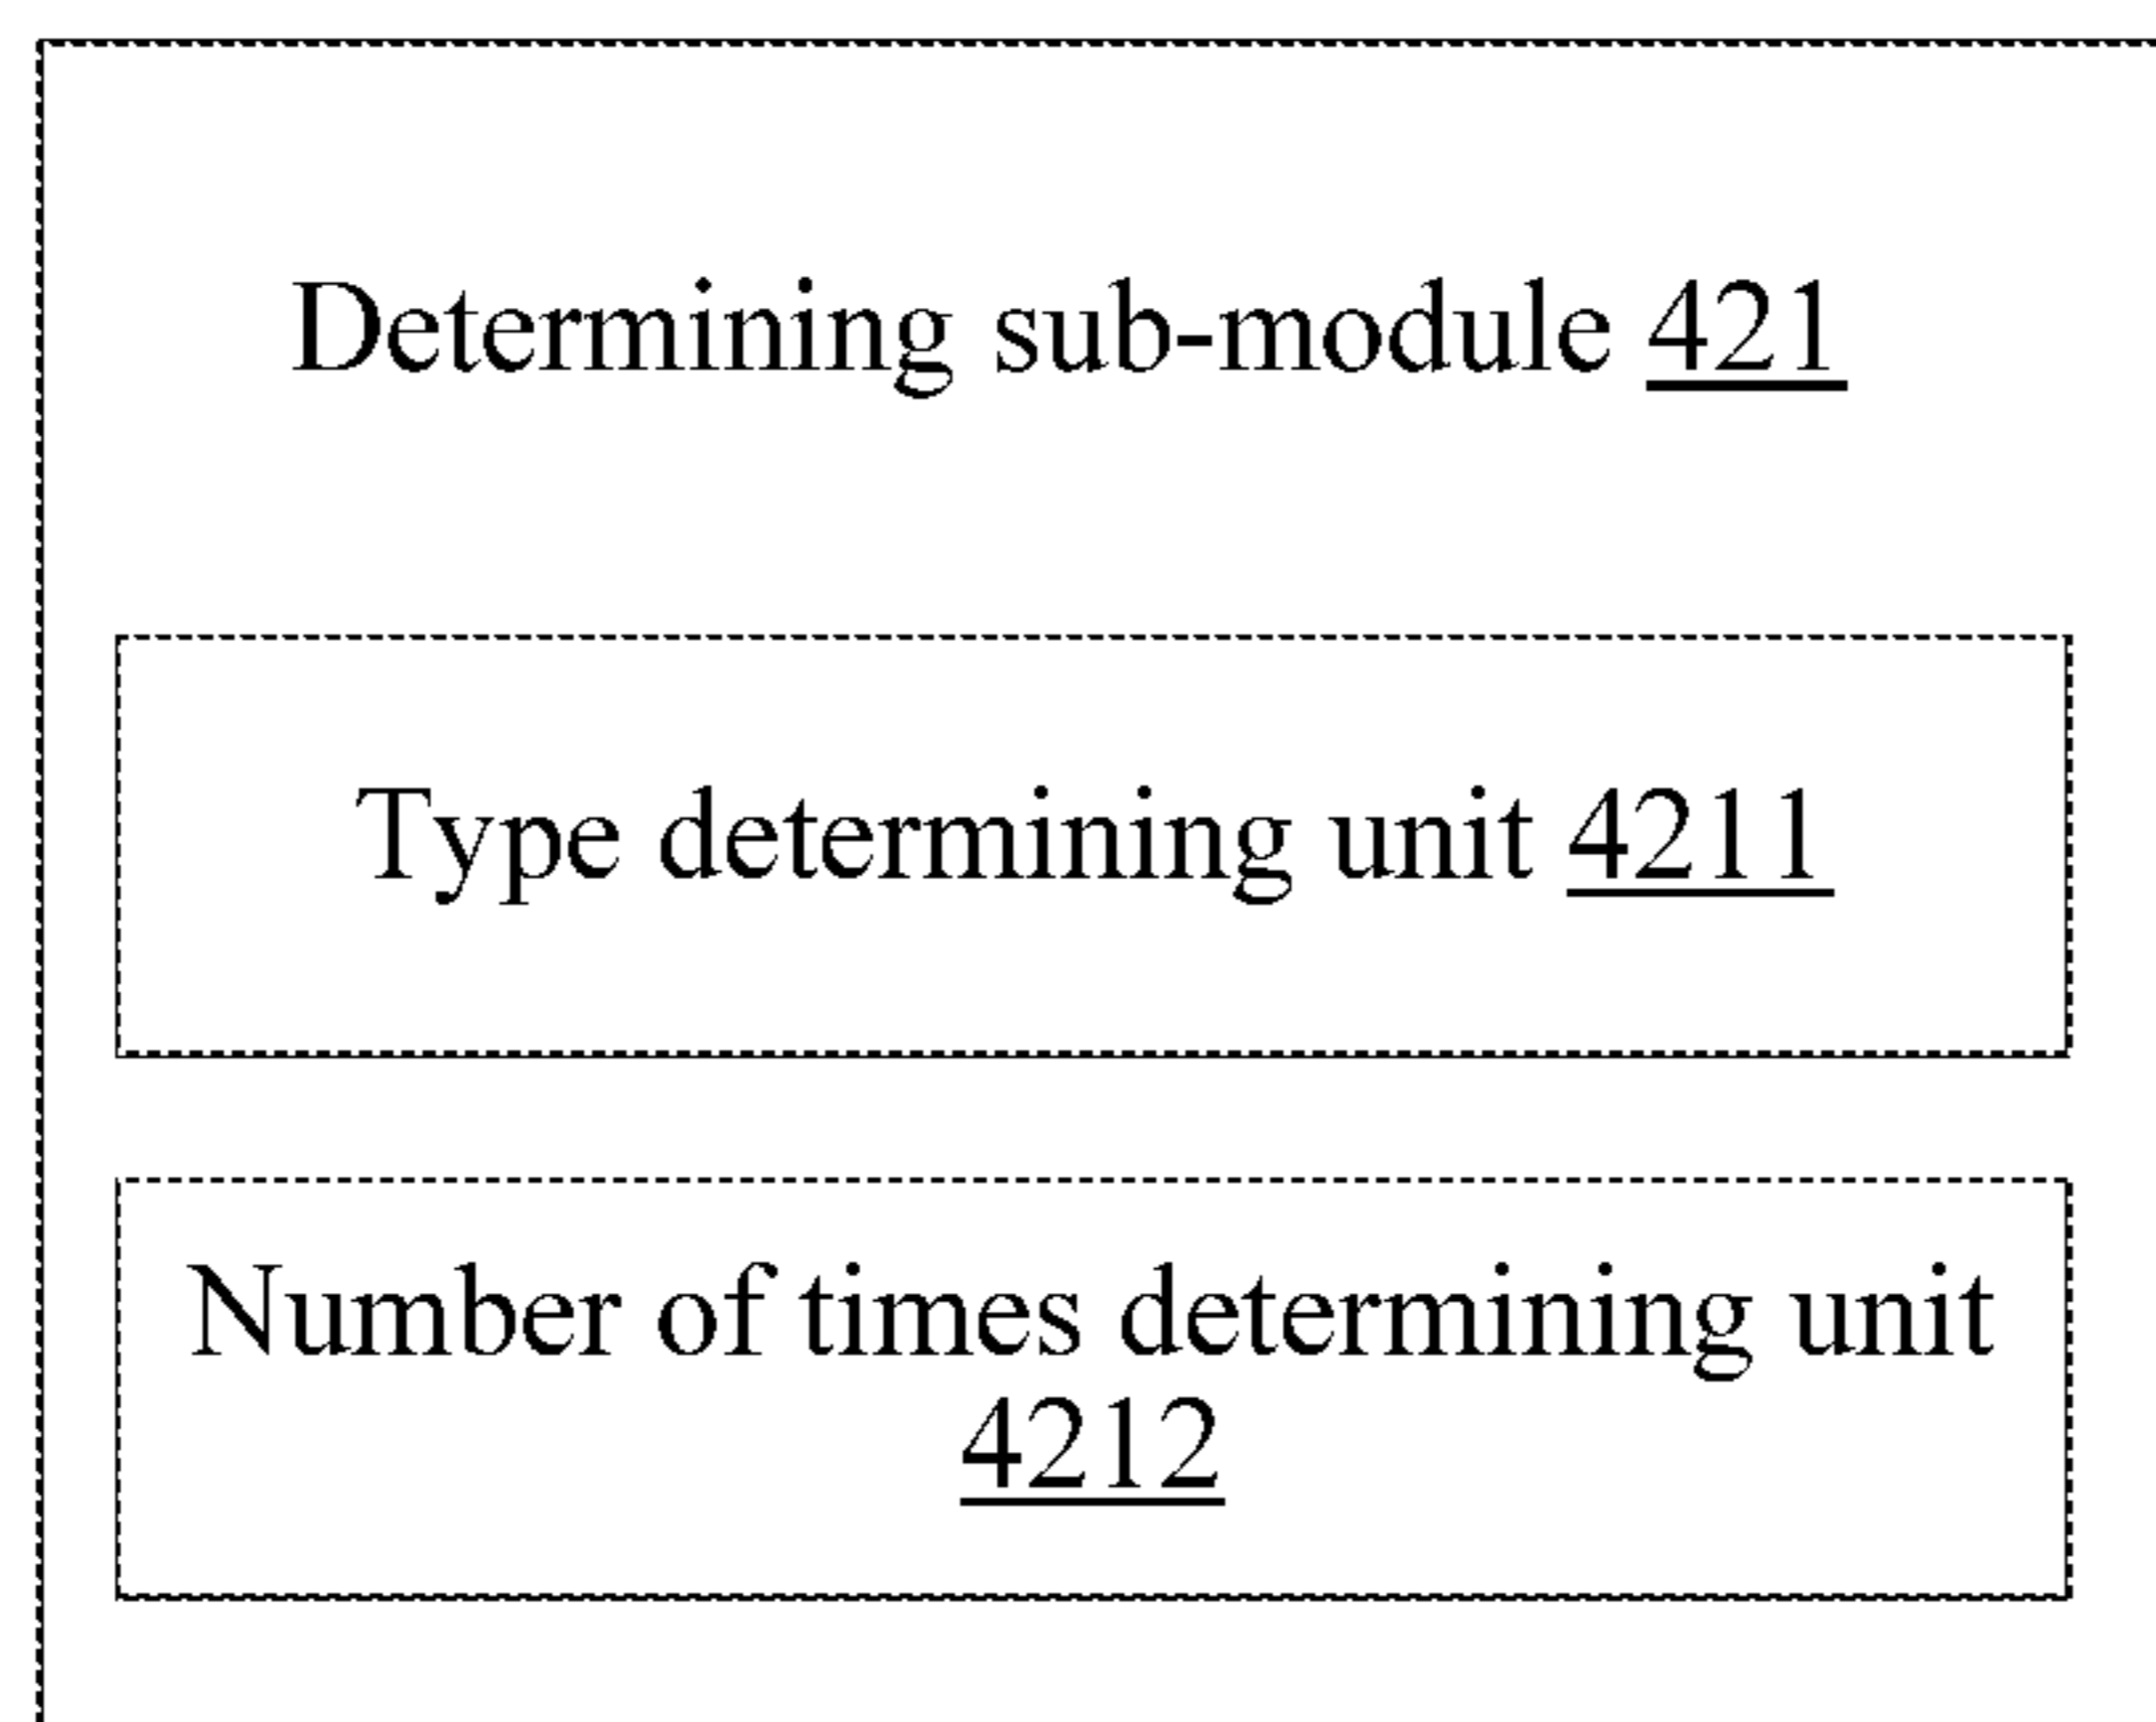 Determining sub-module 421
Type determining unit 4211
Number of times determining unit
4212